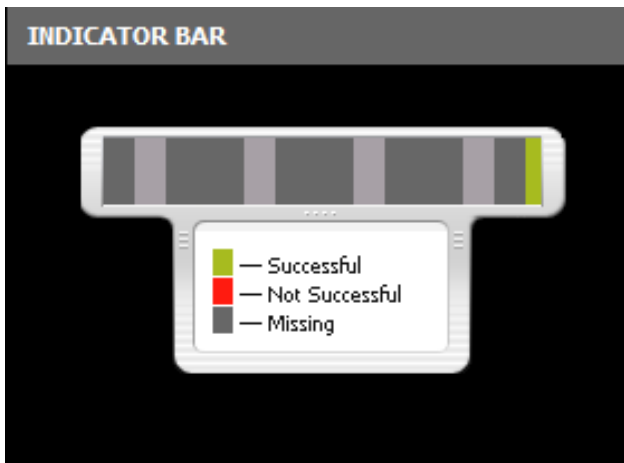 INDICATOR BAR
— Successful
— Not Successful
— Missing